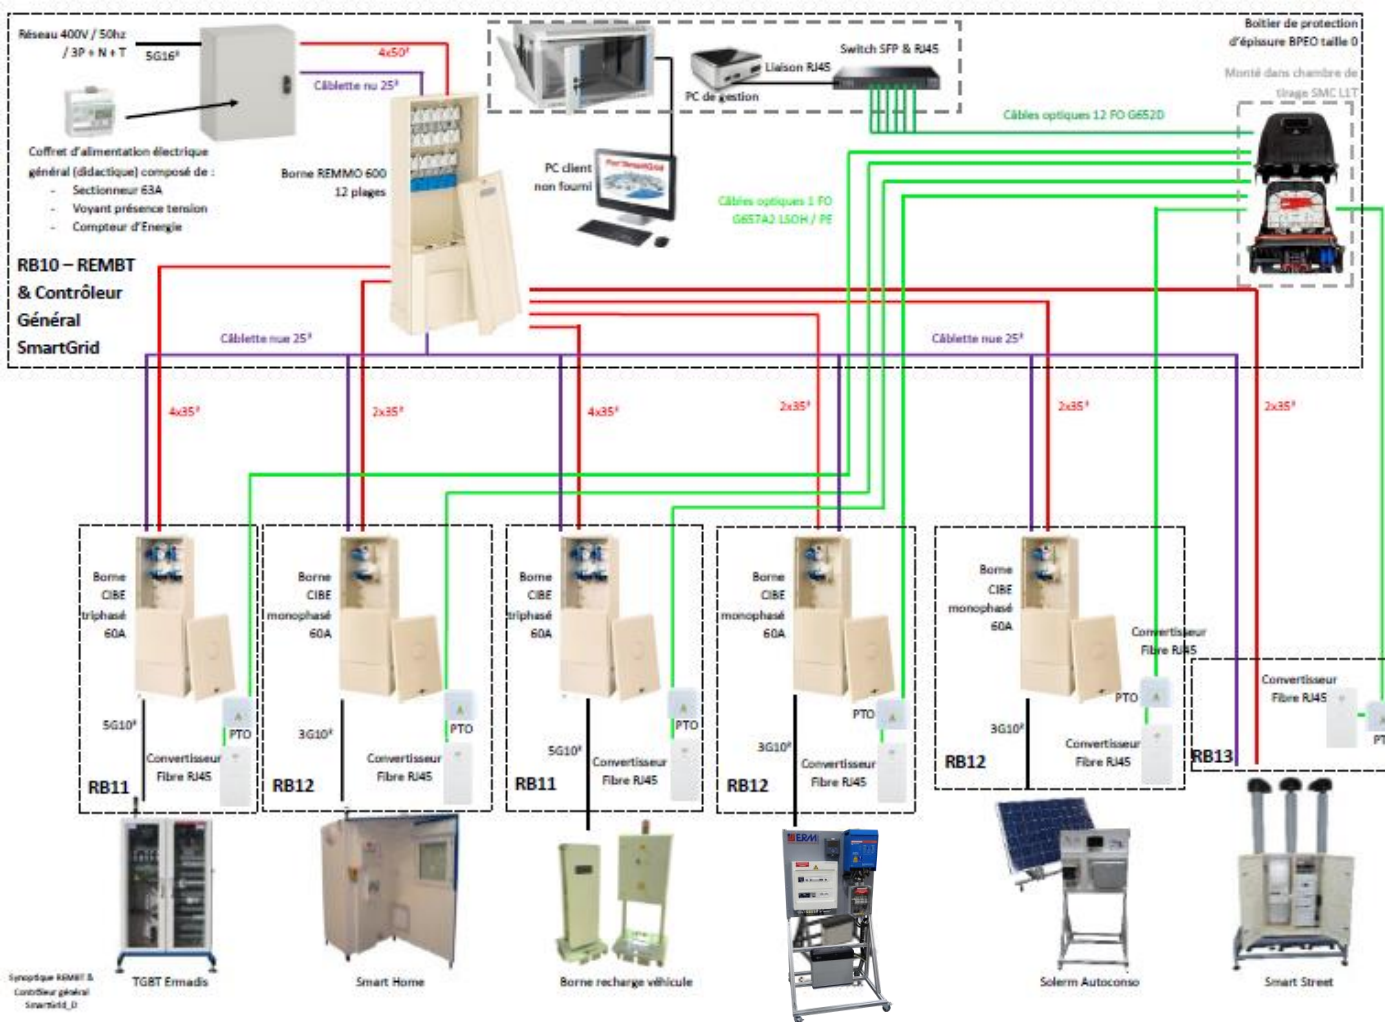 Réseau 400V / 50hz
/ 3P + N + T
5G16²
4x50²
Câblette nu 25²
Coffret d'alimentation électrique
général (didactique) composé de :
- Sectionneur 63A
- Voyant présence tension
- Compteur d'Energie
Borne REMMO 600
12 plages
RB10 – REMBT
& Contrôleur
Général
SmartGrid
PC de gestion
Liaison RJ45
Switch SFP & RJ45
PC client
non fourni
Câbles optiques 12 FO G652D
Câbles optiques 1 FO
G657A2 LSOH / PE
Boitier de protection
d'épissure BPEO taille 0
Monté dans chambre de
tirage SMC L1T
Câblette nue 25²
Câblette nue 25²
4x35²
2x35²
4x35²
2x35²
2x35²
2x35²
Borne
CIBE
triphasé
60A
5G10²
PTO
Convertisseur
Fibre RJ45
RB11
Borne
CIBE
monophasé
60A
3G10²
PTO
Convertisseur
Fibre RJ45
RB12
Borne
CIBE
triphasé
60A
5G10²
PTO
Convertisseur
Fibre RJ45
RB11
Borne
CIBE
monophasé
60A
3G10²
PTO
Convertisseur
Fibre RJ45
RB12
Borne
CIBE
monophasé
60A
Convertisseur
Fibre RJ45
3G10²
PTO
Convertisseur
Fibre RJ45
RB12
Convertisseur
Fibre RJ45
PT
RB13
ERM
TGBT Ermadis
Smart Home
Borne recharge véhicule
Solerm Autoconso
Smart Street
Synoptique REMBT &
Contrôleur général
SmartGrid_D